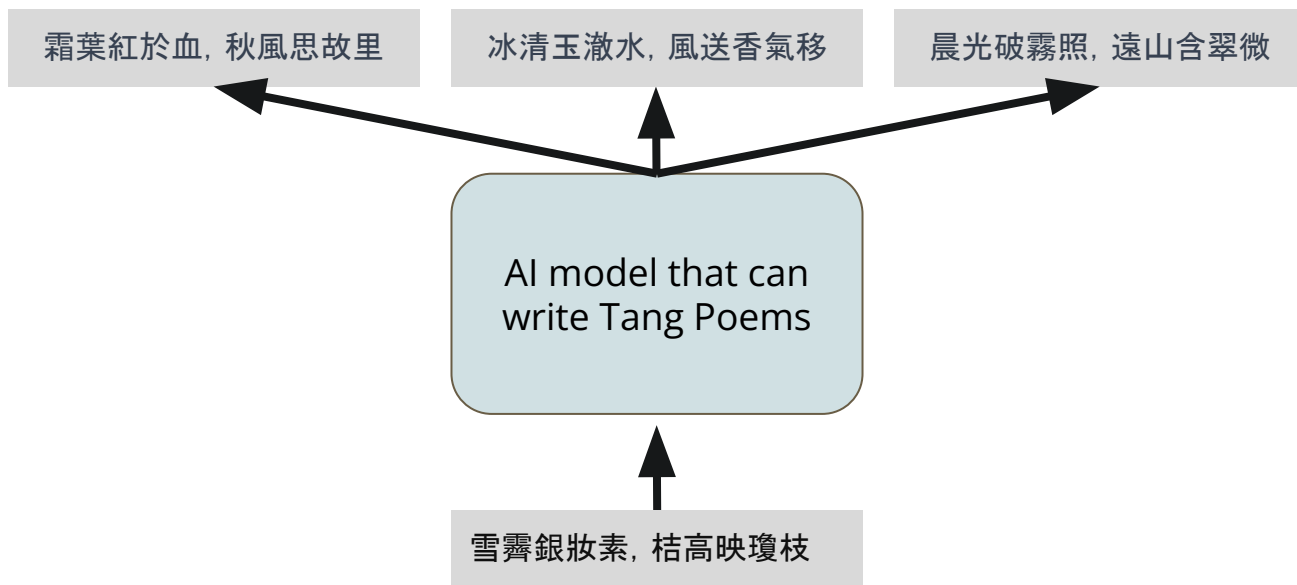 霜葉紅於血, 秋風思故里
冰清玉澈水, 風送香氣移
晨光破霧照, 遠山含翠微
AI model that can
write Tang Poems
雪霽銀妝素, 桔高映瓊枝